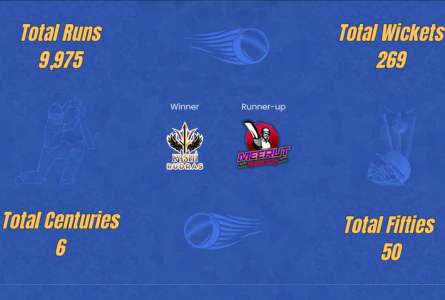 Total Runs
9,975
Total Wickets
269
Winner
Runner-up
KASHI
RUDRAS
MEERUT
Total Centuries
6
Total Fifties
50